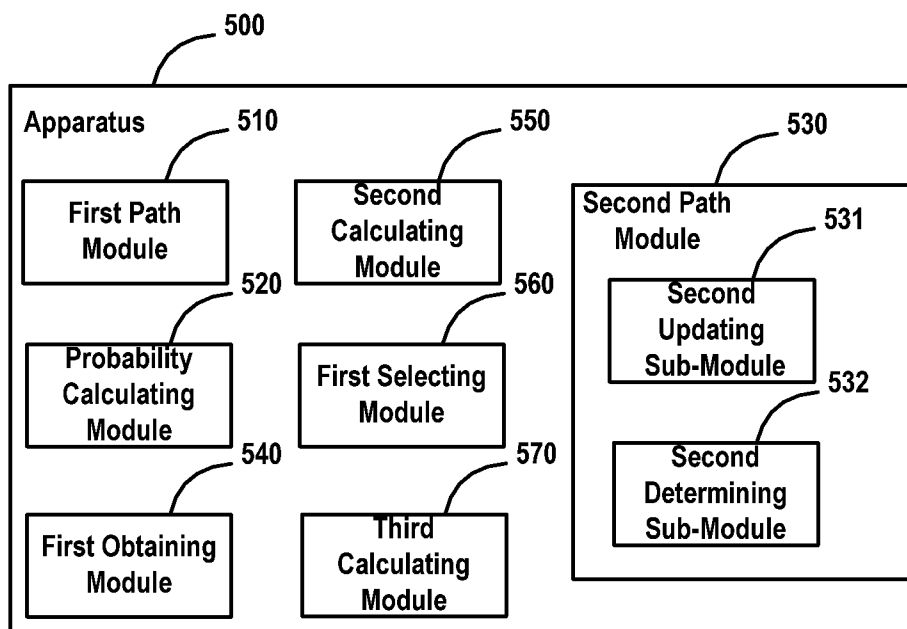 500
Apparatus
510
First Path
Module
550
Second
Calculating
Module
530
Second Path
Module
520
Probability
Calculating
Module
560
First Selecting
Module
531
Second
Updating
Sub-Module
540
First Obtaining
Module
570
Third
Calculating
Module
532
Second
Determining
Sub-Module